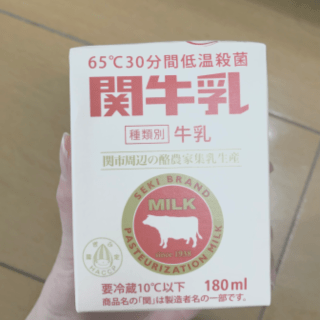 65℃30分間低温殺菌
関牛乳
種類別 牛乳
関市周辺の酪農家集乳生産
SEKI BRAND
MILK
PASTEURIZATION MILK
HACCP
要冷蔵10℃以下 180ml
商品名の「関」は製造者名の一部です。